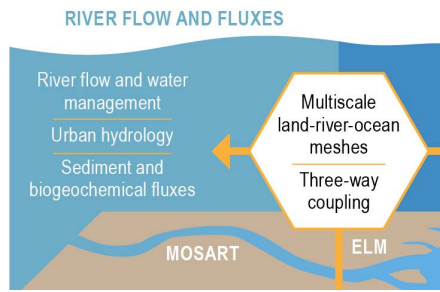 RIVER FLOW AND FLUXES
River flow and water
management
Urban hydrology
Sediment and
biogeochemical fluxes
Multiscale
land-river-ocean
meshes
Three-way
coupling
MOSART
ELM